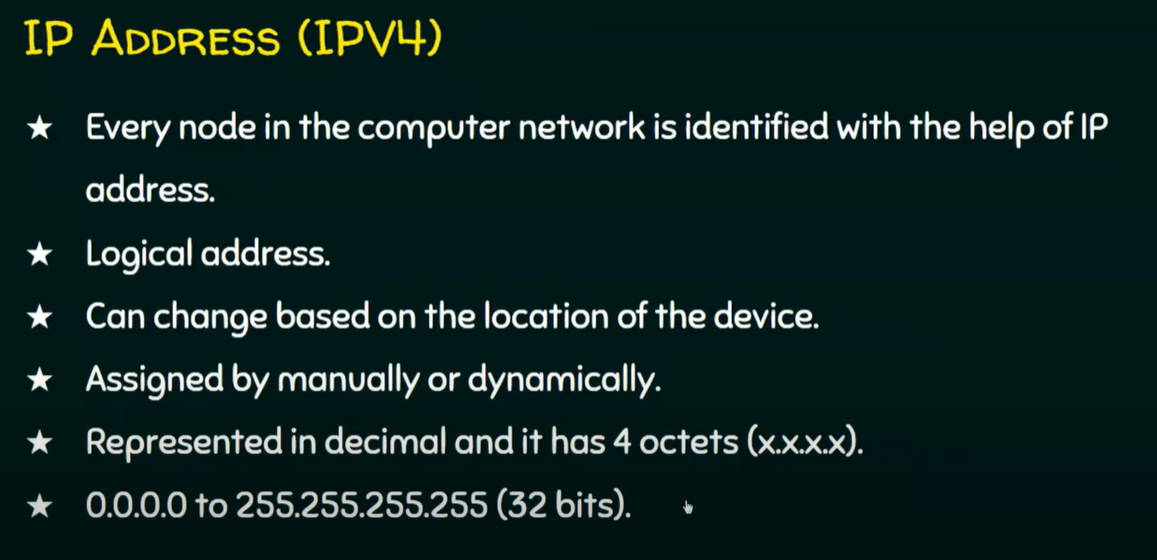 IP ADDRESS (IPV4)
★ Every node in the computer network is identified with the help of IP
address.
★ Logical address.
★ Can change based on the location of the device.
★ Assigned by manually or dynamically.
★ Represented in decimal and it has 4 octets (x.x.x.x).
★ 0.0.0.0 to 255.255.255.255 (32 bits).